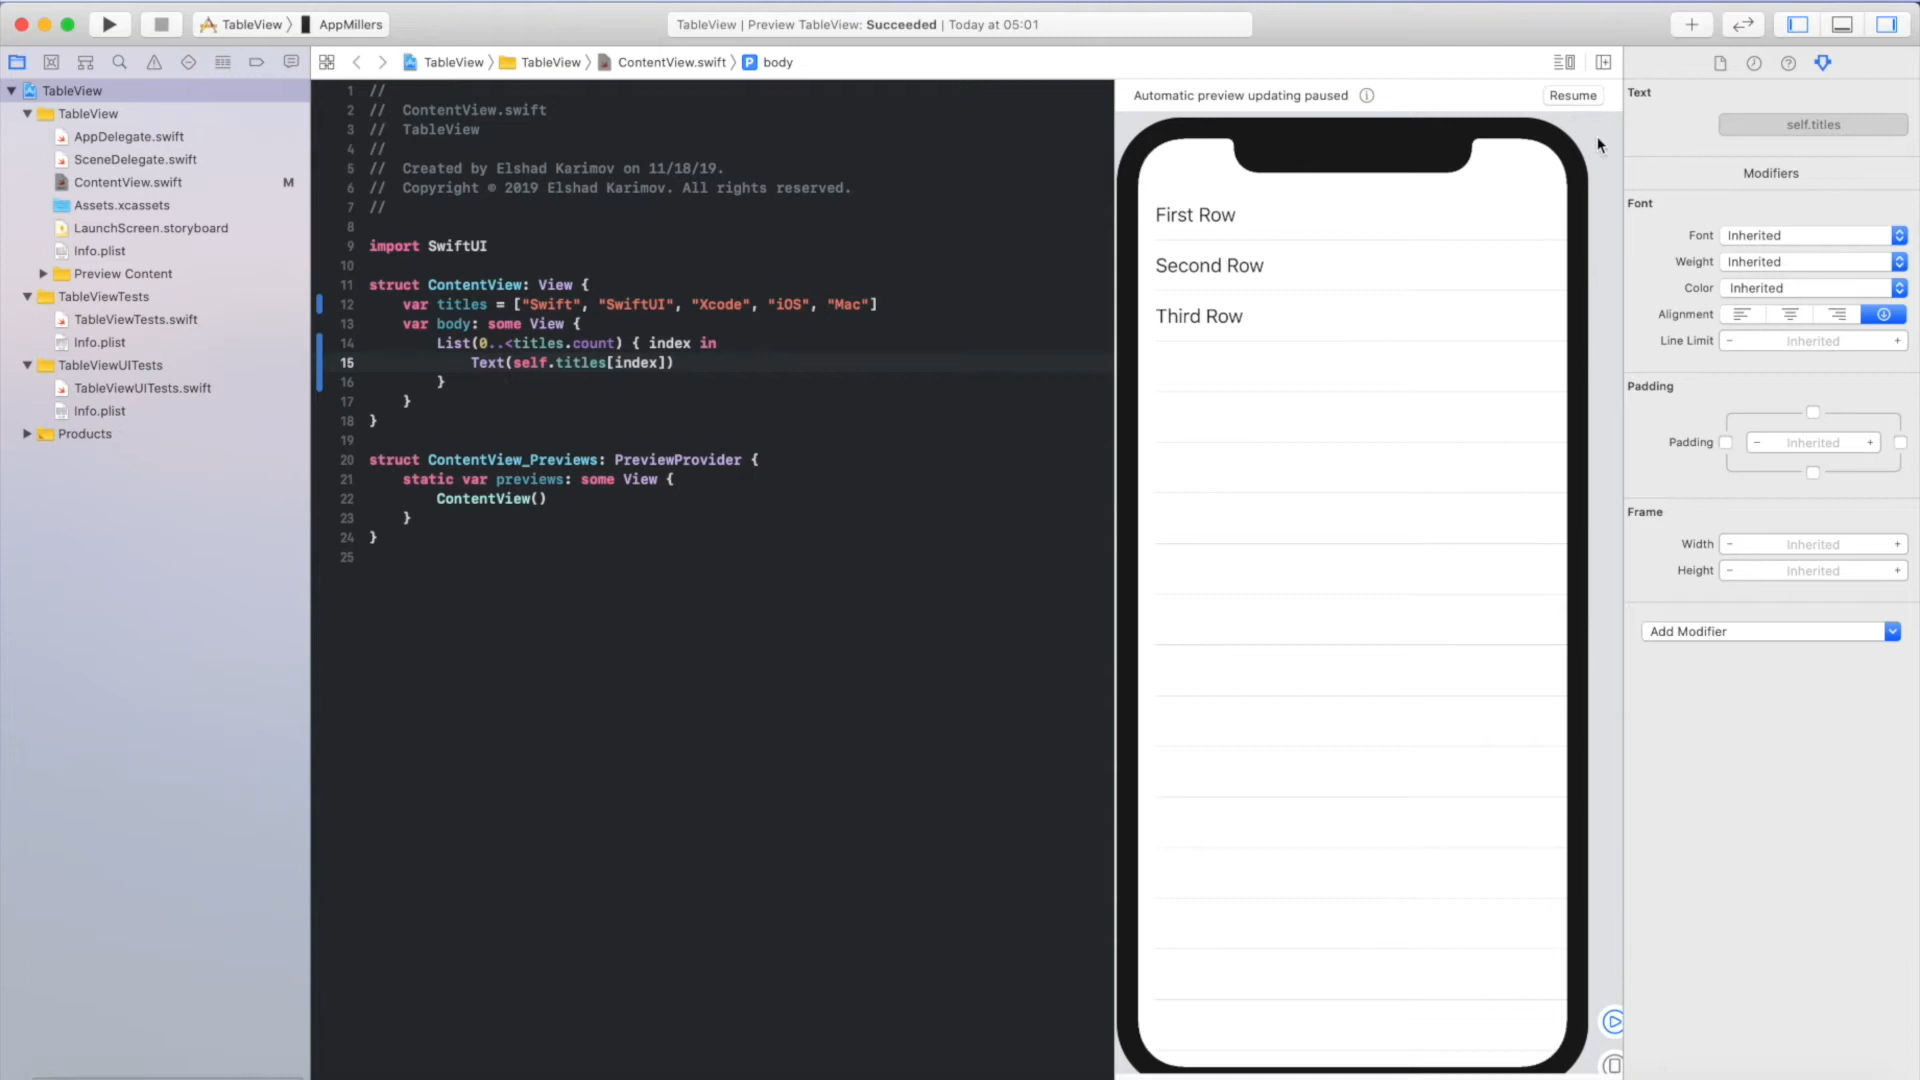 TableView 〉 AppMillers
TableView | Preview TableView: Succeeded | Today at 05:01
TableView 〉 TableView 〉 ContentView.swift 〉 P body
TableView
TableView
AppDelegate.swift
SceneDelegate.swift
ContentView.swift M
Assets.xcassets
LaunchScreen.storyboard
Info.plist
Preview Content
TableViewTests
TableViewTests.swift
Info.plist
TableViewUITests
TableViewUITests.swift
Info.plist
Products
1 //
2 //  ContentView.swift
3 //  TableView
4 //
5 //  Created by Elshad Karimov on 11/18/19.
6 //  Copyright © 2019 Elshad Karimov. All rights reserved.
7 //
8
9 import SwiftUI
10
11 struct ContentView: View {
12     var titles = ["Swift", "SwiftUI", "Xcode", "iOS", "Mac"]
13     var body: some View {
14         List(0..<titles.count) { index in
15             Text(self.titles[index])
16         }
17     }
18 }
19
20 struct ContentView_Previews: PreviewProvider {
21     static var previews: some View {
22         ContentView()
23     }
24 }
25
Automatic preview updating paused
Resume
First Row
Second Row
Third Row
Text
self.titles
Modifiers
Font
Font Inherited
Weight Inherited
Color Inherited
Alignment
Line Limit − Inherited +
Padding
Padding − Inherited +
Frame
Width − Inherited +
Height − Inherited +
Add Modifier